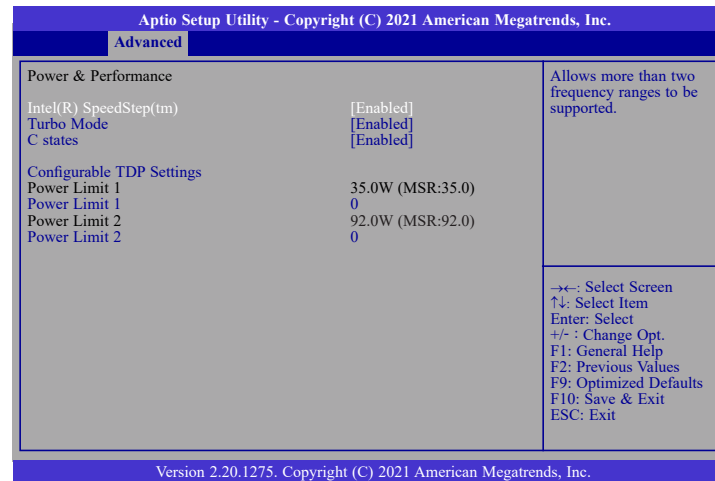 Aptio Setup Utility - Copyright (C) 2021 American Megatrends, Inc.
Advanced
Power & Performance
Intel(R) SpeedStep(tm) [Enabled]
Turbo Mode [Enabled]
C states [Enabled]
Configurable TDP Settings
Power Limit 1 35.0W (MSR:35.0)
Power Limit 1 0
Power Limit 2 92.0W (MSR:92.0)
Power Limit 2 0
Allows more than two
frequency ranges to be
supported.
→←: Select Screen
↑↓: Select Item
Enter: Select
+/- : Change Opt.
F1: General Help
F2: Previous Values
F9: Optimized Defaults
F10: Save & Exit
ESC: Exit
Version 2.20.1275. Copyright (C) 2021 American Megatrends, Inc.